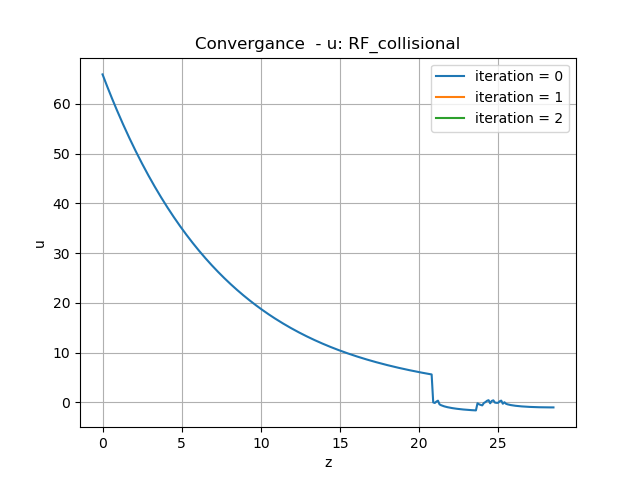 Convergance - u: RF_collisional
iteration = 0
iteration = 1
iteration = 2
u
60
50
40
30
20
10
0
0 5 10 15 20 25
z